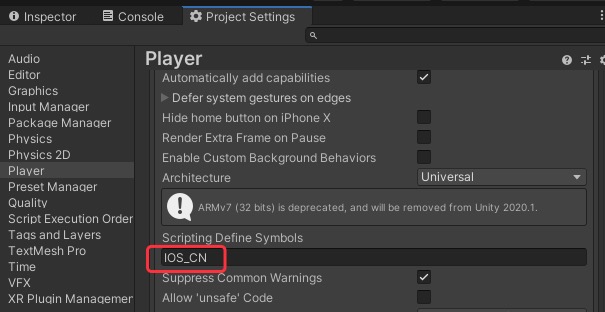 Inspector
Console
Project Settings
Audio
Editor
Graphics
Input Manager
Package Manager
Physics
Physics 2D
Player
Preset Manager
Quality
Script Execution Order
Tags and Layers
TextMesh Pro
Time
VFX
XR Plugin Managemer
Player
Automatically add capabilities
Defer system gestures on edges
Hide home button on iPhone X
Render Extra Frame on Pause
Enable Custom Background Behaviors
Architecture
Universal
ARMv7 (32 bits) is deprecated, and will be removed from Unity 2020.1.
Scripting Define Symbols
IOS_CN
Suppress Common Warnings
Allow 'unsafe' Code